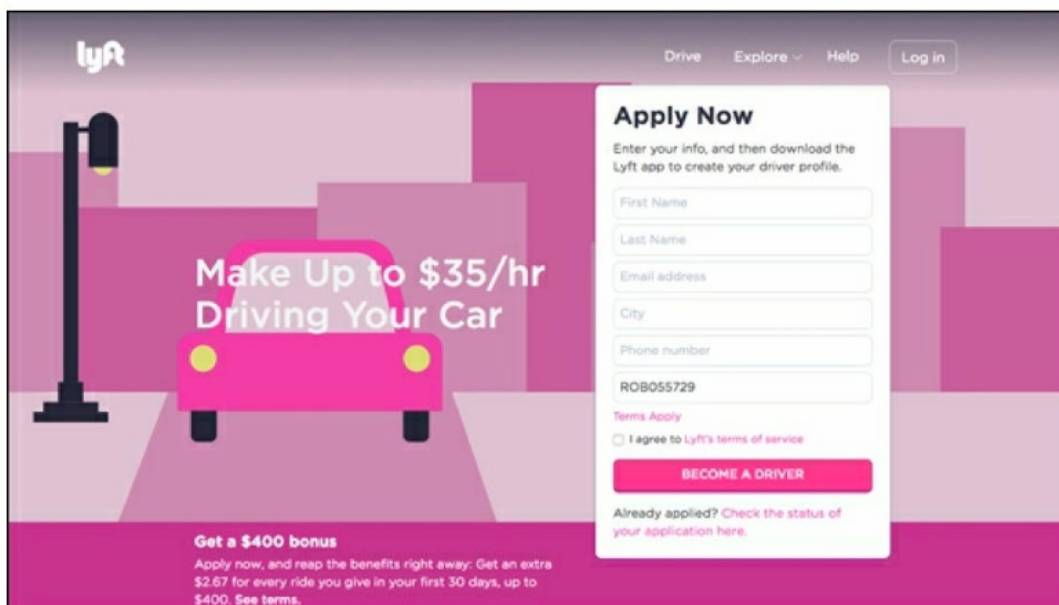 lyft
Drive
Explore
Help
Log in
Apply Now
Enter your info, and then download the
Lyft app to create your driver profile.
First Name
Last Name
Email address
City
Phone number
ROB055729
Terms Apply
I agree to Lyft's terms of service
BECOME A DRIVER
Already applied? Check the status of
your application here.
Make Up to $35/hr
Driving Your Car
Get a $400 bonus
Apply now, and reap the benefits right away: Get an extra
$2.67 for every ride you give in your first 30 days, up to
$400. See terms.